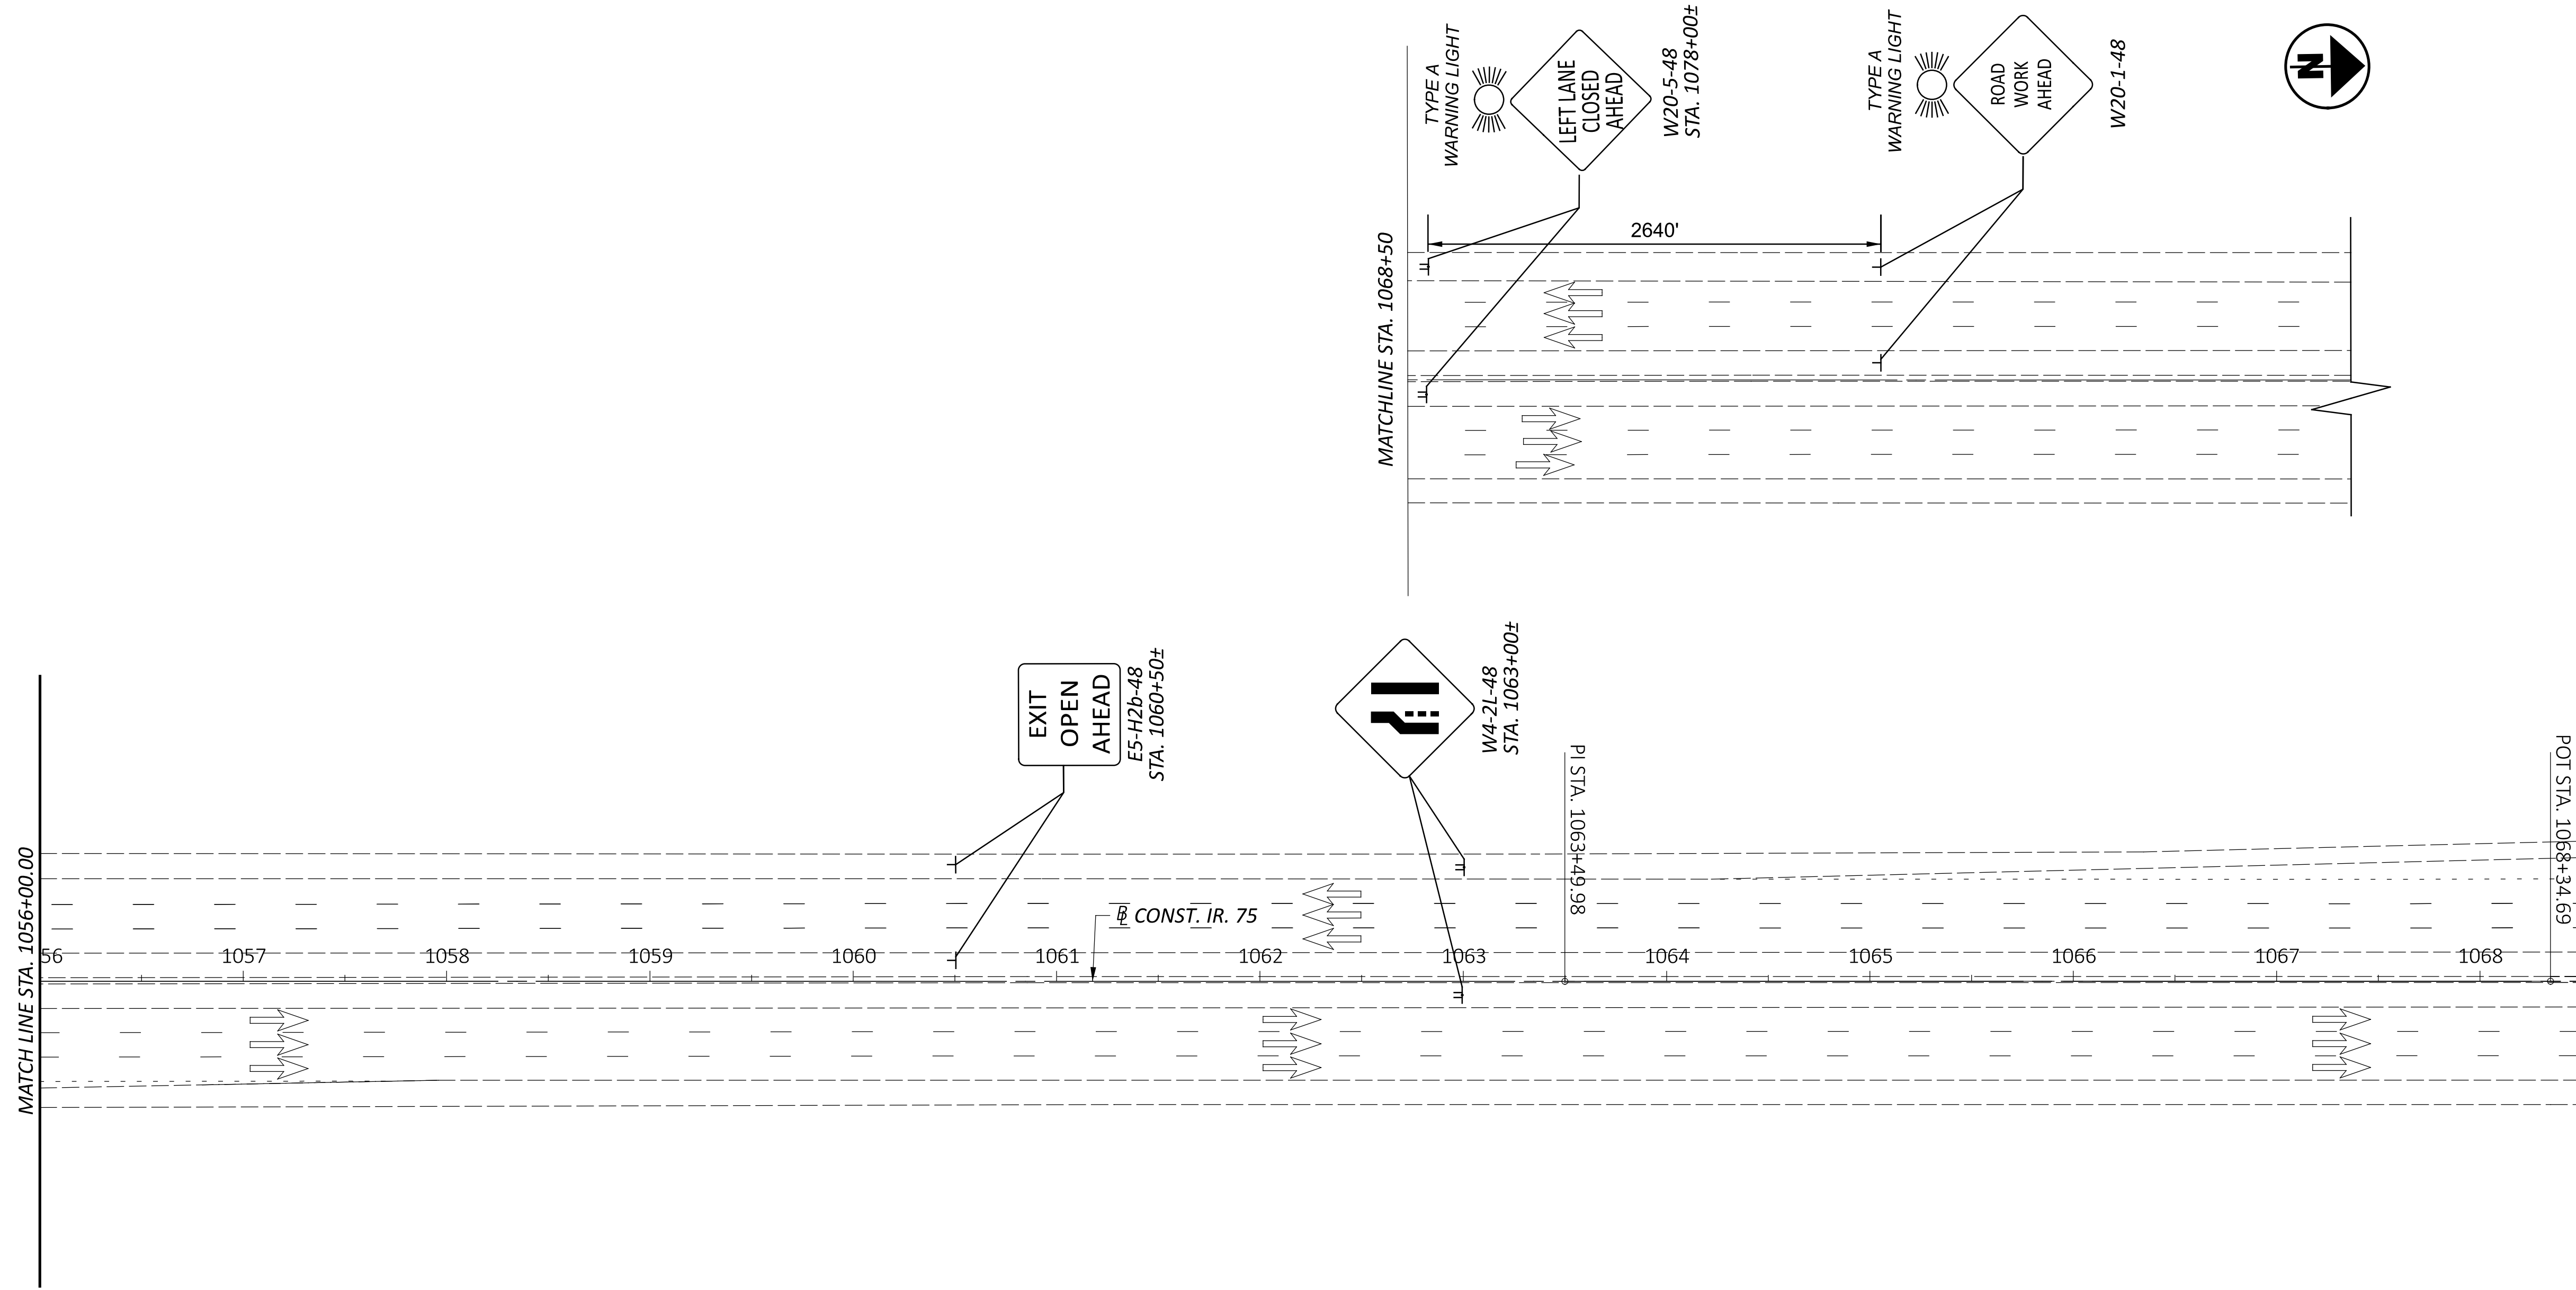 TYPE A
WARNING LIGHT
LEFT LANE
CLOSED
AHEAD
W20-5-48
STA. 1078+00±
TYPE A
WARNING LIGHT
ROAD
WORK
AHEAD
W20-1-48
N
2640'
MATCHLINE STA. 1068+50
EXIT
OPEN
AHEAD
E5-H2b-48
STA. 1060+50±
W4-2L-48
STA. 1063+00±
PI STA. 1063+49.98
POT STA. 1068+34.69
MATCH LINE STA. 1056+00.00
BL CONST. IR. 75
56 1057 1058 1059 1060 1061 1062 1063 1064 1065 1066 1067 1068